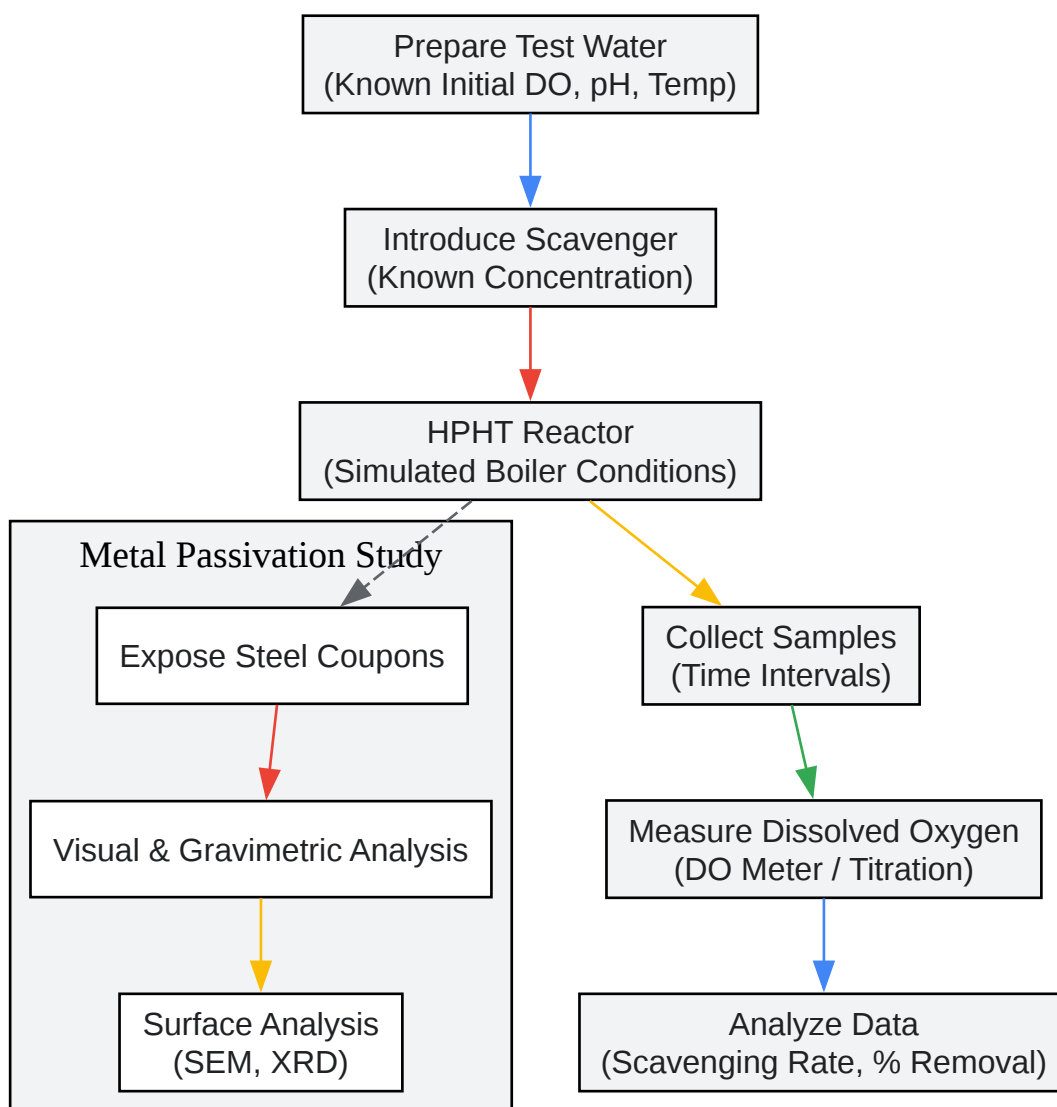 Prepare Test Water
(Known Initial DO, pH, Temp)
Introduce Scavenger
(Known Concentration)
HPHT Reactor
(Simulated Boiler Conditions)
Metal Passivation Study
Expose Steel Coupons
Visual & Gravimetric Analysis
Surface Analysis
(SEM, XRD)
Collect Samples
(Time Intervals)
Measure Dissolved Oxygen
(DO Meter / Titration)
Analyze Data
(Scavenging Rate, % Removal)